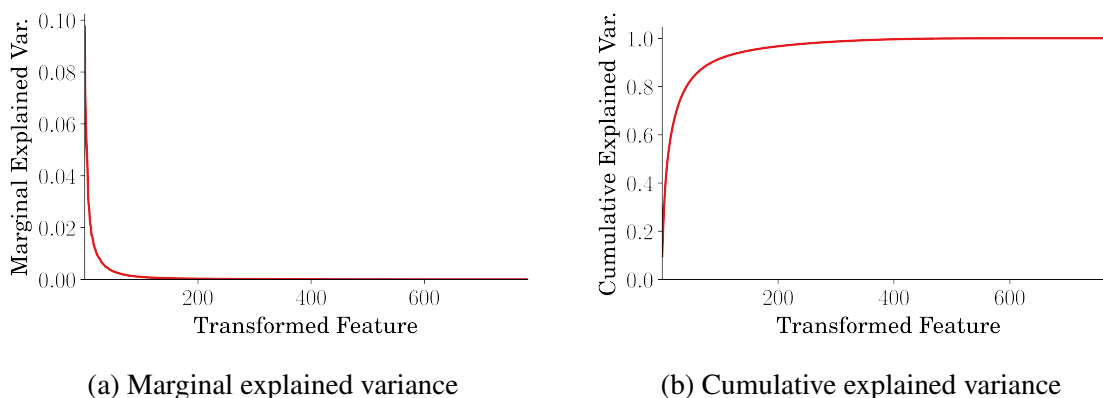 Marginal Explained Var.
0.10
0.08
0.06
0.04
0.02
0.00
200 400 600
Transformed Feature
(a) Marginal explained variance
Cumulative Explained Var.
1.0
0.8
0.6
0.4
0.2
0.0
200 400 600
Transformed Feature
(b) Cumulative explained variance